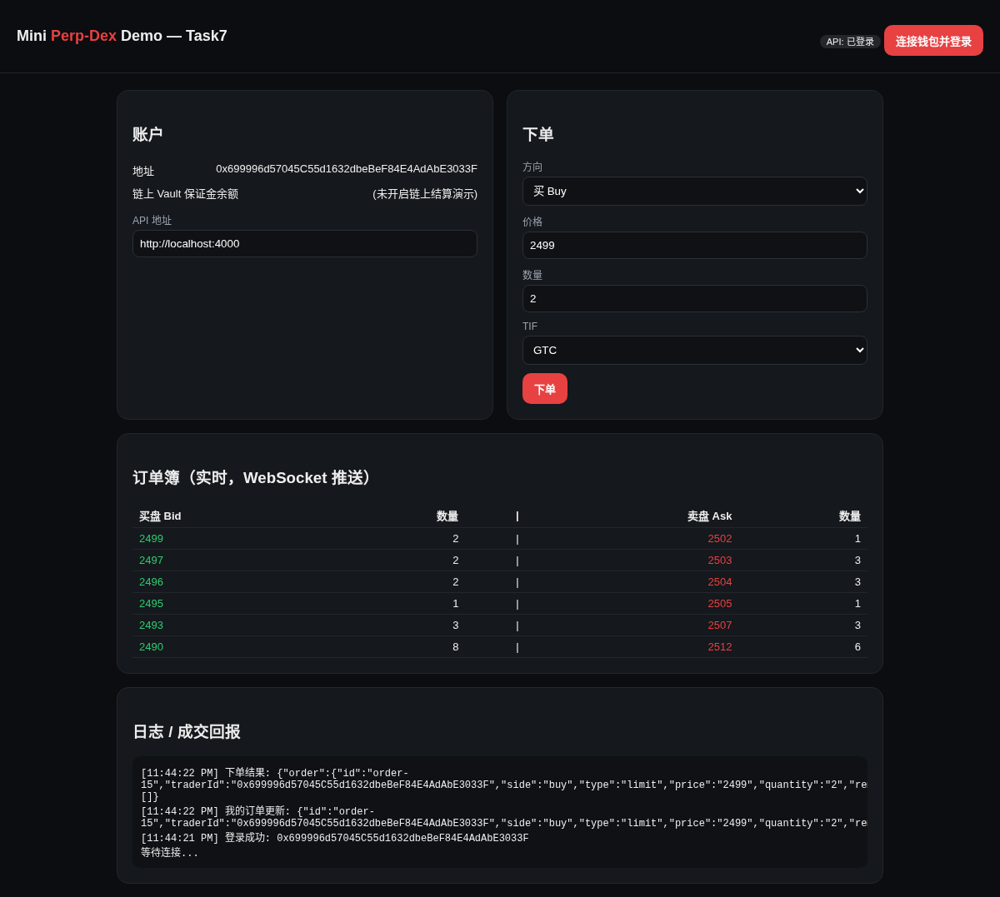 Mini Perp-Dex Demo — Task7
API: 已登录
连接钱包并登录
账户
地址 0x699996d57045C55d1632dbeBeF84E4AdAbE3033F
链上 Vault 保证金余额 (未开启链上结算演示)
API 地址
http://localhost:4000
下单
方向
买 Buy
价格
2499
数量
2
TIF
GTC
下单
订单簿（实时，WebSocket 推送）
买盘 Bid 数量 | 卖盘 Ask 数量
2499 2 | 2502 1
2497 2 | 2503 3
2496 2 | 2504 3
2495 1 | 2505 1
2493 3 | 2507 3
2490 8 | 2512 6
日志 / 成交回报
[11:44:22 PM] 下单结果: {"order":{"id":"order-
15","traderId":"0x699996d57045C55d1632dbeBeF84E4AdAbE3033F","side":"buy","type":"limit","price":"2499","quantity":"2","re
[]}
[11:44:22 PM] 我的订单更新: {"id":"order-
15","traderId":"0x699996d57045C55d1632dbeBeF84E4AdAbE3033F","side":"buy","type":"limit","price":"2499","quantity":"2","re
[11:44:21 PM] 登录成功: 0x699996d57045C55d1632dbeBeF84E4AdAbE3033F
等待连接...